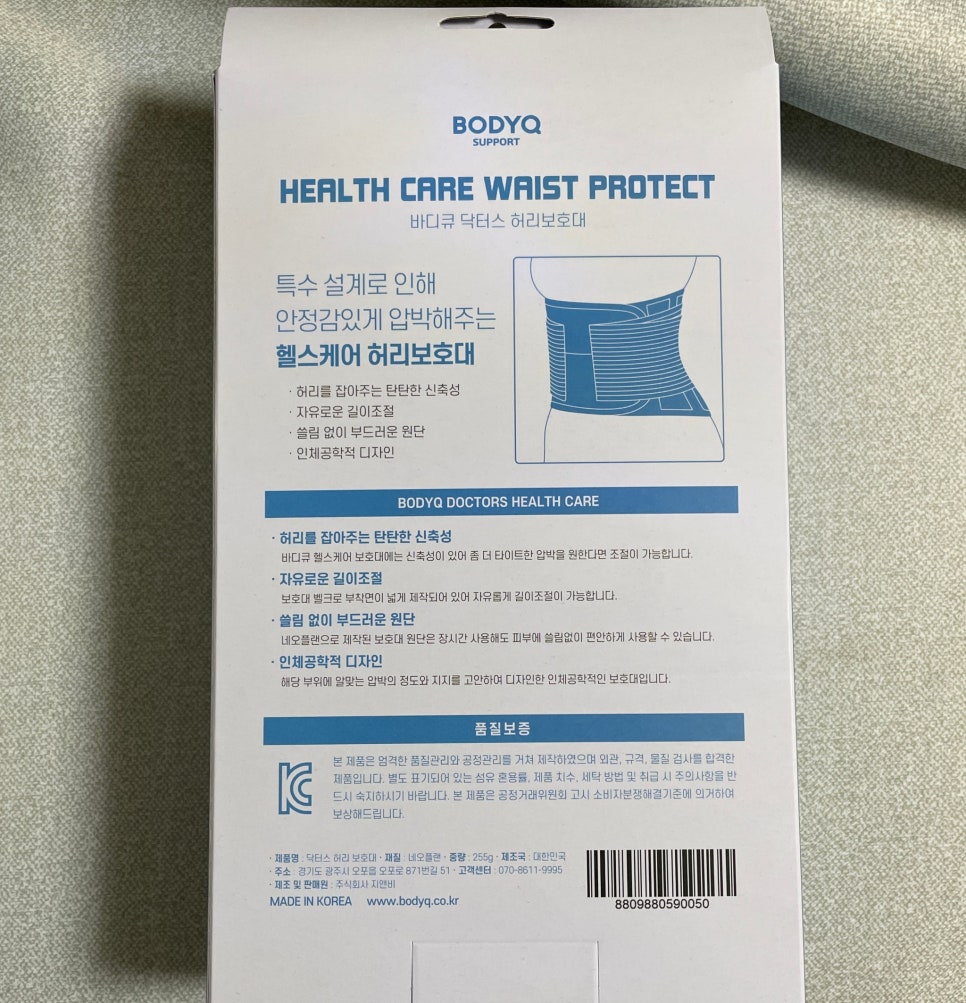 BODYQ
SUPPORT
HEALTH CARE WAIST PROTECT
바디큐 닥터스 허리보호대
특수 설계로 인해
안정감있게 압박해주는
헬스케어 허리보호대
· 허리를 잡아주는 탄탄한 신축성
· 자유로운 길이조절
· 쓸림 없이 부드러운 원단
· 인체공학적 디자인
BODYQ DOCTORS HEALTH CARE
· 허리를 잡아주는 탄탄한 신축성
바디큐 헬스케어 보호대에는 신축성이 있어 좀 더 타이트한 압박을 원한다면 조절이 가능합니다.
· 자유로운 길이조절
보호대 벨크로 부착면이 넓게 제작되어 있어 자유롭게 길이조절이 가능합니다.
· 쓸림 없이 부드러운 원단
네오플랜으로 제작된 보호대 원단은 장시간 사용해도 피부에 쓸림없이 편안하게 사용할 수 있습니다.
· 인체공학적 디자인
해당 부위에 알맞는 압박의 정도와 지지를 고안하여 디자인한 인체공학적인 보호대입니다.
품질보증
본 제품은 엄격한 품질관리와 공정관리를 거쳐 제작하였으며 외관, 규격, 물질 검사를 합격한
제품입니다. 별도 표기되어 있는 섬유 혼용률, 제품 치수, 세탁 방법 및 취급 시 주의사항을 반
드시 숙지하시기 바랍니다. 본 제품은 공정거래위원회 고시 소비자분쟁해결기준에 의거하여
보상해드립니다.
· 제품명 : 닥터스 허리 보호대 · 재질 : 네오플랜 · 중량 : 255g · 제조국 : 대한민국
· 주소 경기도 광주시 오포읍 오포로 871번길 51 · 고객센터 : 070-8611-9995
· 제조 및 판매원 : 주식회사 지앤비
MADE IN KOREA www.bodyq.co.kr
8809880590050